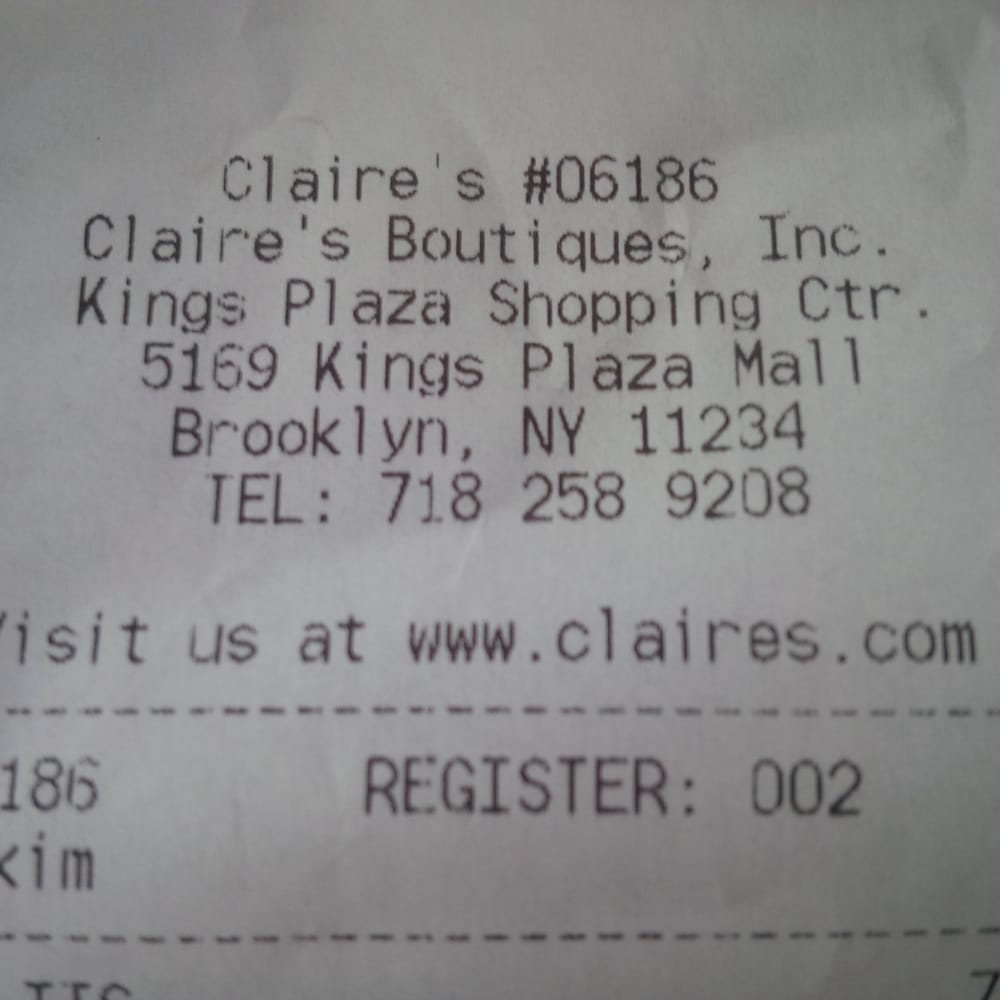 Claire's #06186
Claire's Boutiques, Inc.
Kings Plaza Shopping Ctr.
5169 Kings Plaza Mall
Brooklyn, NY 11234
TEL: 718 258 9208
Visit us at www.claires.com
186 REGISTER: 002
kim